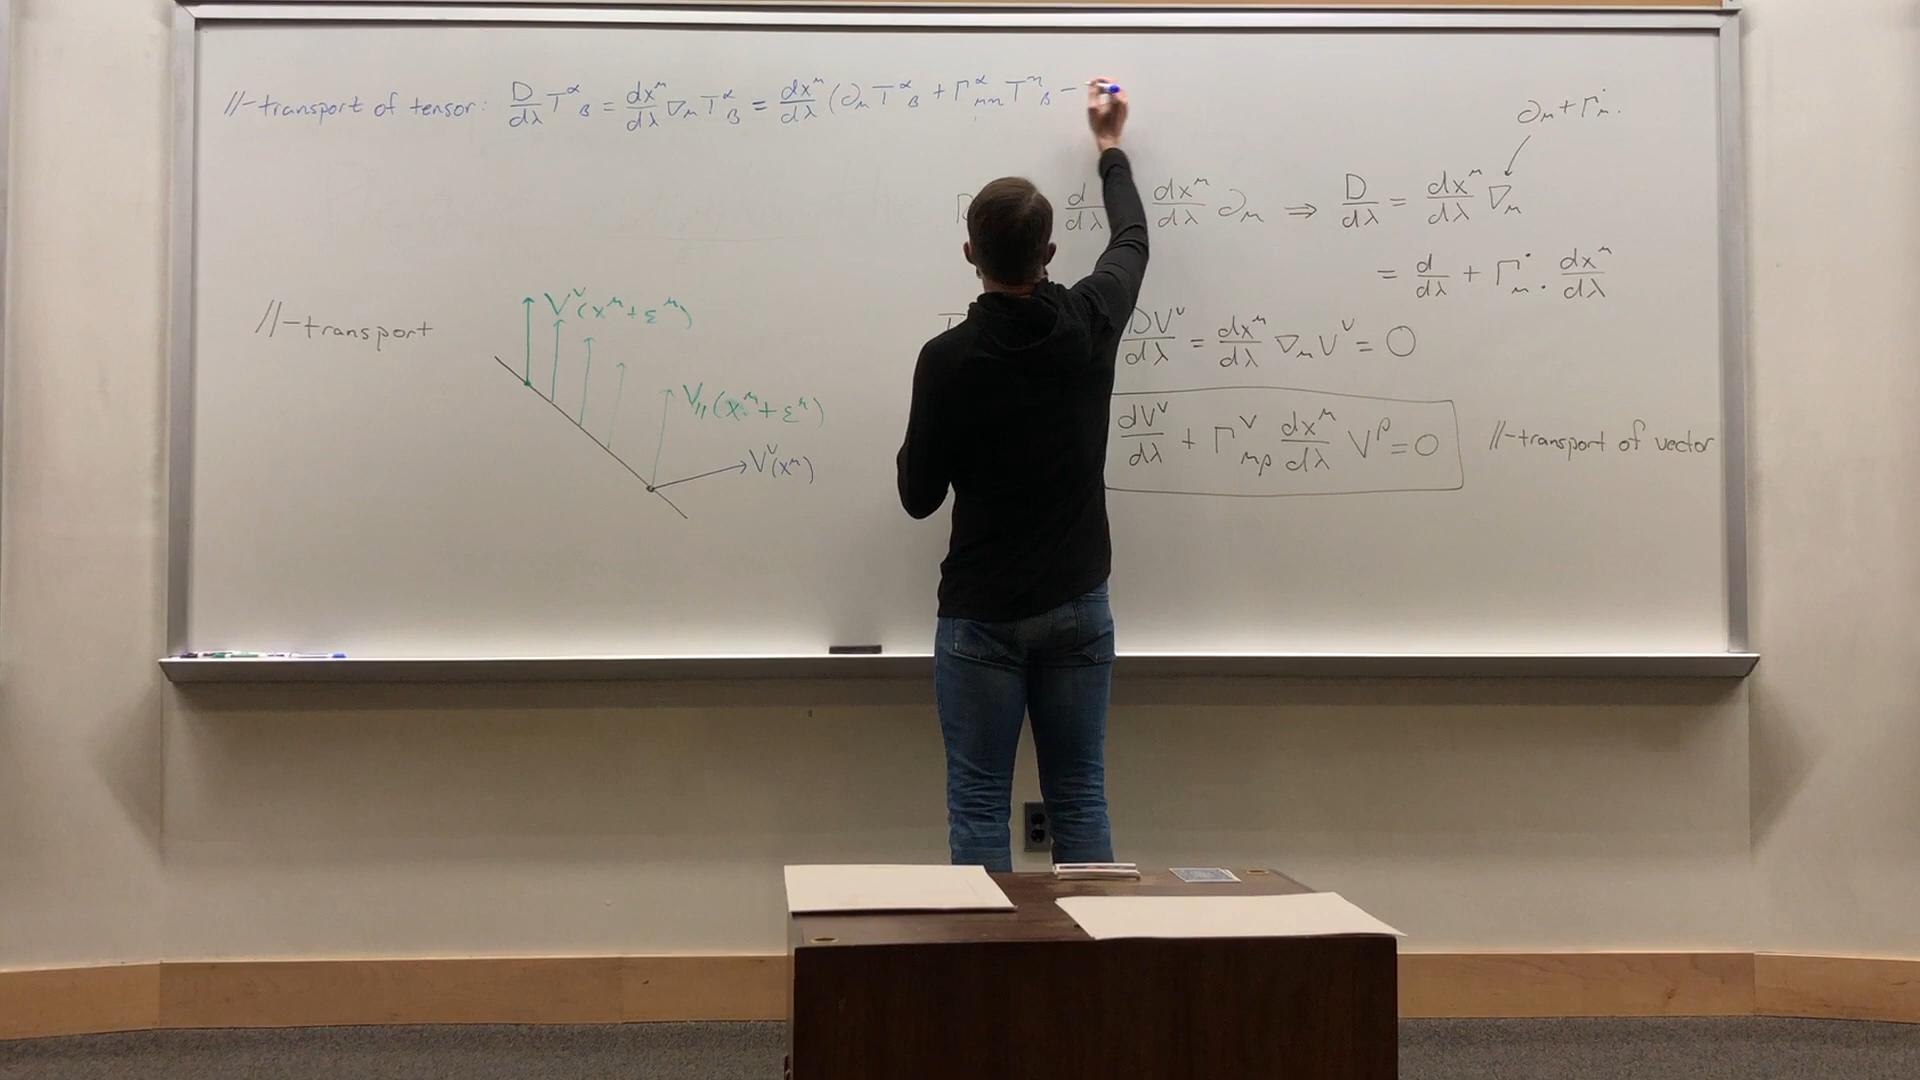 //-transport of tensor: D/dλ T^α_β = dx^μ/dλ ∇_μ T^α_β = dx^μ/dλ (∂_μ T^α_β + Γ^α_μη T^η_β −
∂_μ + Γ^·_μ·
d/dλ dx^μ/dλ ∂_μ ⇒ D/dλ = dx^μ/dλ ∇_μ
= d/dλ + Γ^·_μ· dx^μ/dλ
//-transport
V^ν(x^μ+ε^μ)
V_//(x^μ+ε^μ)
V^ν(x^μ)
DV^ν/dλ = dx^μ/dλ ∇_μ V^ν = 0
dV^ν/dλ + Γ^ν_μρ dx^μ/dλ V^ρ = 0
//-transport of vector